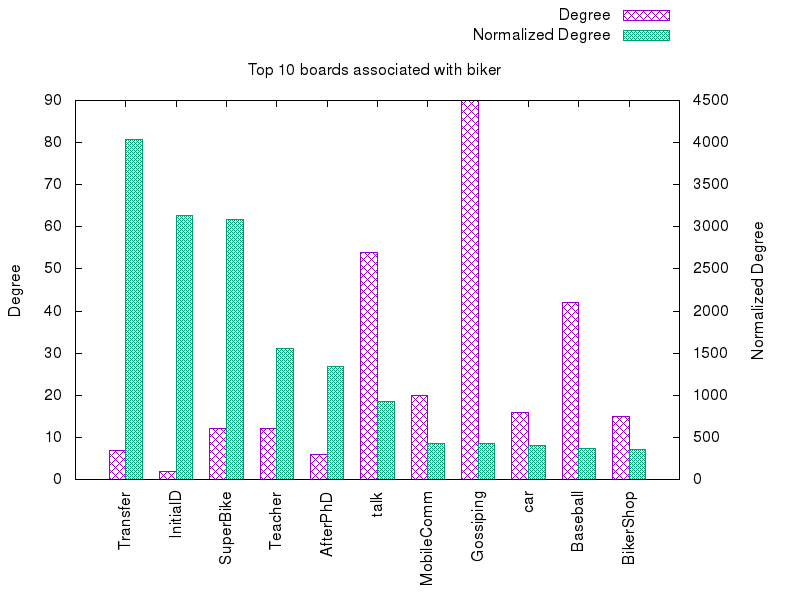 Degree
Normalized Degree
Top 10 boards associated with biker
90
80
70
60
50
40
30
20
10
0
4500
4000
3500
3000
2500
2000
1500
1000
500
0
Degree
Normalized Degree
Transfer
InitialD
SuperBike
Teacher
AfterPhD
talk
MobileComm
Gossiping
car
Baseball
BikerShop